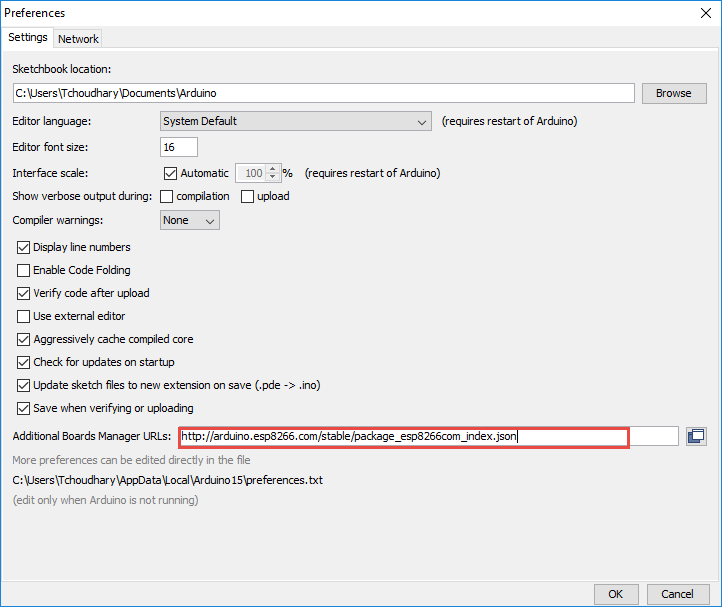 Preferences
Settings Network
Sketchbook location:
C:\Users\Tchoudhary\Documents\Arduino Browse
Editor language: System Default (requires restart of Arduino)
Editor font size: 16
Interface scale: Automatic 100 % (requires restart of Arduino)
Show verbose output during: compilation upload
Compiler warnings: None
Display line numbers
Enable Code Folding
Verify code after upload
Use external editor
Aggressively cache compiled core
Check for updates on startup
Update sketch files to new extension on save (.pde -> .ino)
Save when verifying or uploading
Additional Boards Manager URLs: http://arduino.esp8266.com/stable/package_esp8266com_index.json
More preferences can be edited directly in the file
C:\Users\Tchoudhary\AppData\Local\Arduino15\preferences.txt
(edit only when Arduino is not running)
OK Cancel